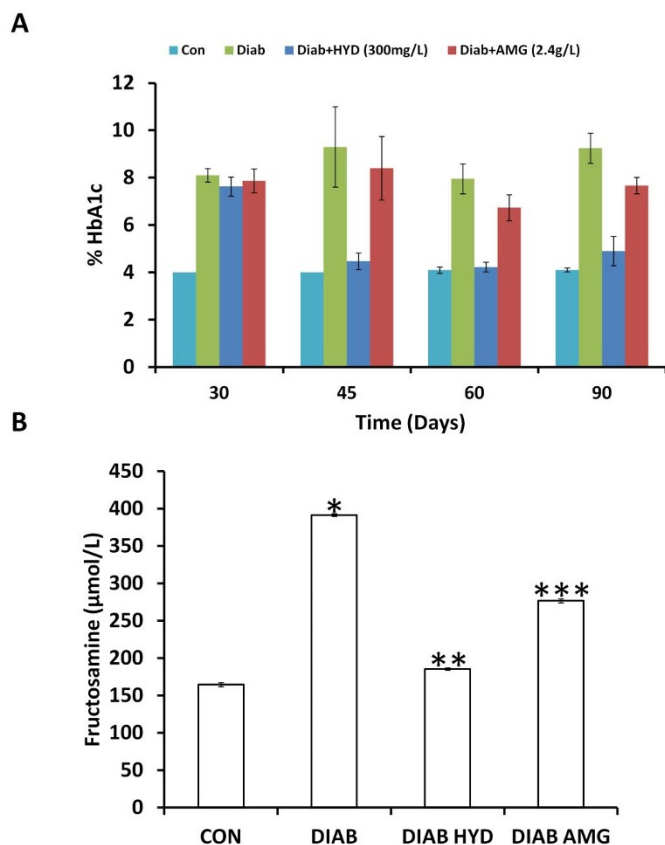 A
Con Diab Diab+HYD (300mg/L) Diab+AMG (2.4g/L)
12
10
8
6
4
2
0
% HbA1c
30 45 60 90
Time (Days)
B
450
400
350
300
250
200
150
100
50
0
Fructosamine (µmol/L)
*
**
***
CON DIAB DIAB HYD DIAB AMG